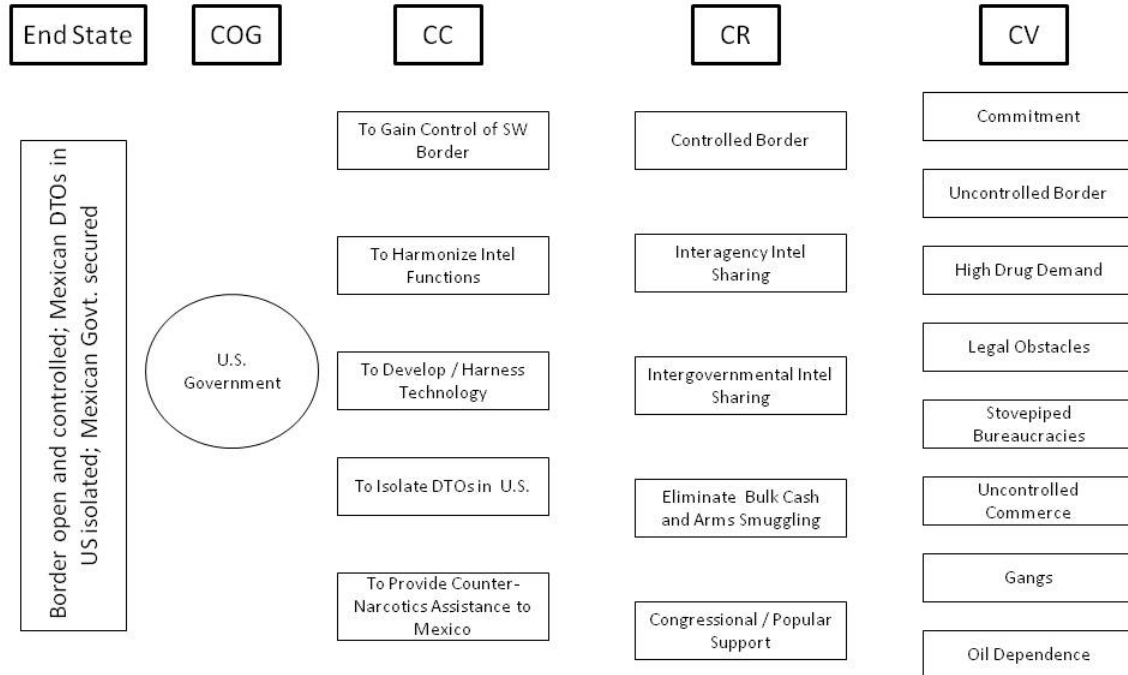 End State
COG
CC
CR
CV
Border open and controlled; Mexican DTOs in
US isolated; Mexican Govt. secured
U.S.
Government
To Gain Control of SW
Border
To Harmonize Intel
Functions
To Develop / Harness
Technology
To Isolate DTOs in U.S.
To Provide Counter-
Narcotics Assistance to
Mexico
Controlled Border
Interagency Intel
Sharing
Intergovernmental Intel
Sharing
Eliminate Bulk Cash
and Arms Smuggling
Congressional / Popular
Support
Commitment
Uncontrolled Border
High Drug Demand
Legal Obstacles
Stovepiped
Bureaucracies
Uncontrolled
Commerce
Gangs
Oil Dependence